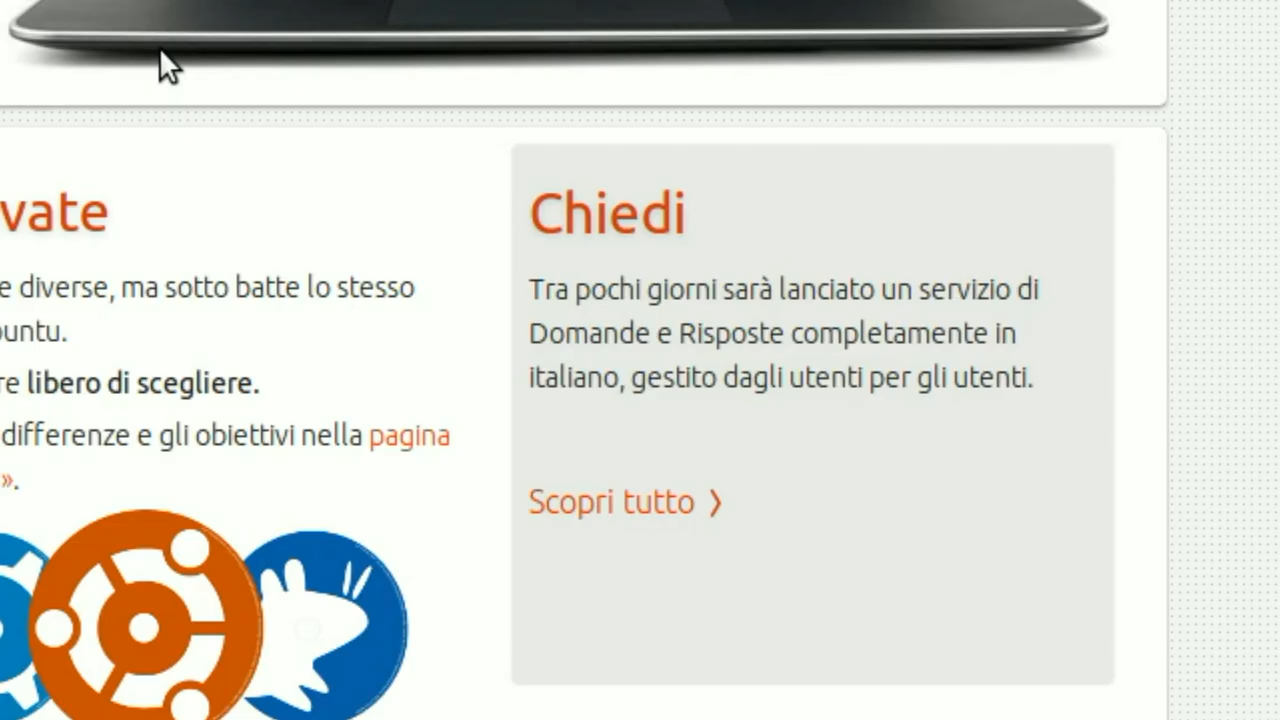 vate
e diverse, ma sotto batte lo stesso
untu.
re libero di scegliere.
differenze e gli obiettivi nella pagina
».
Chiedi
Tra pochi giorni sarà lanciato un servizio di
Domande e Risposte completamente in
italiano, gestito dagli utenti per gli utenti.
Scopri tutto ❭